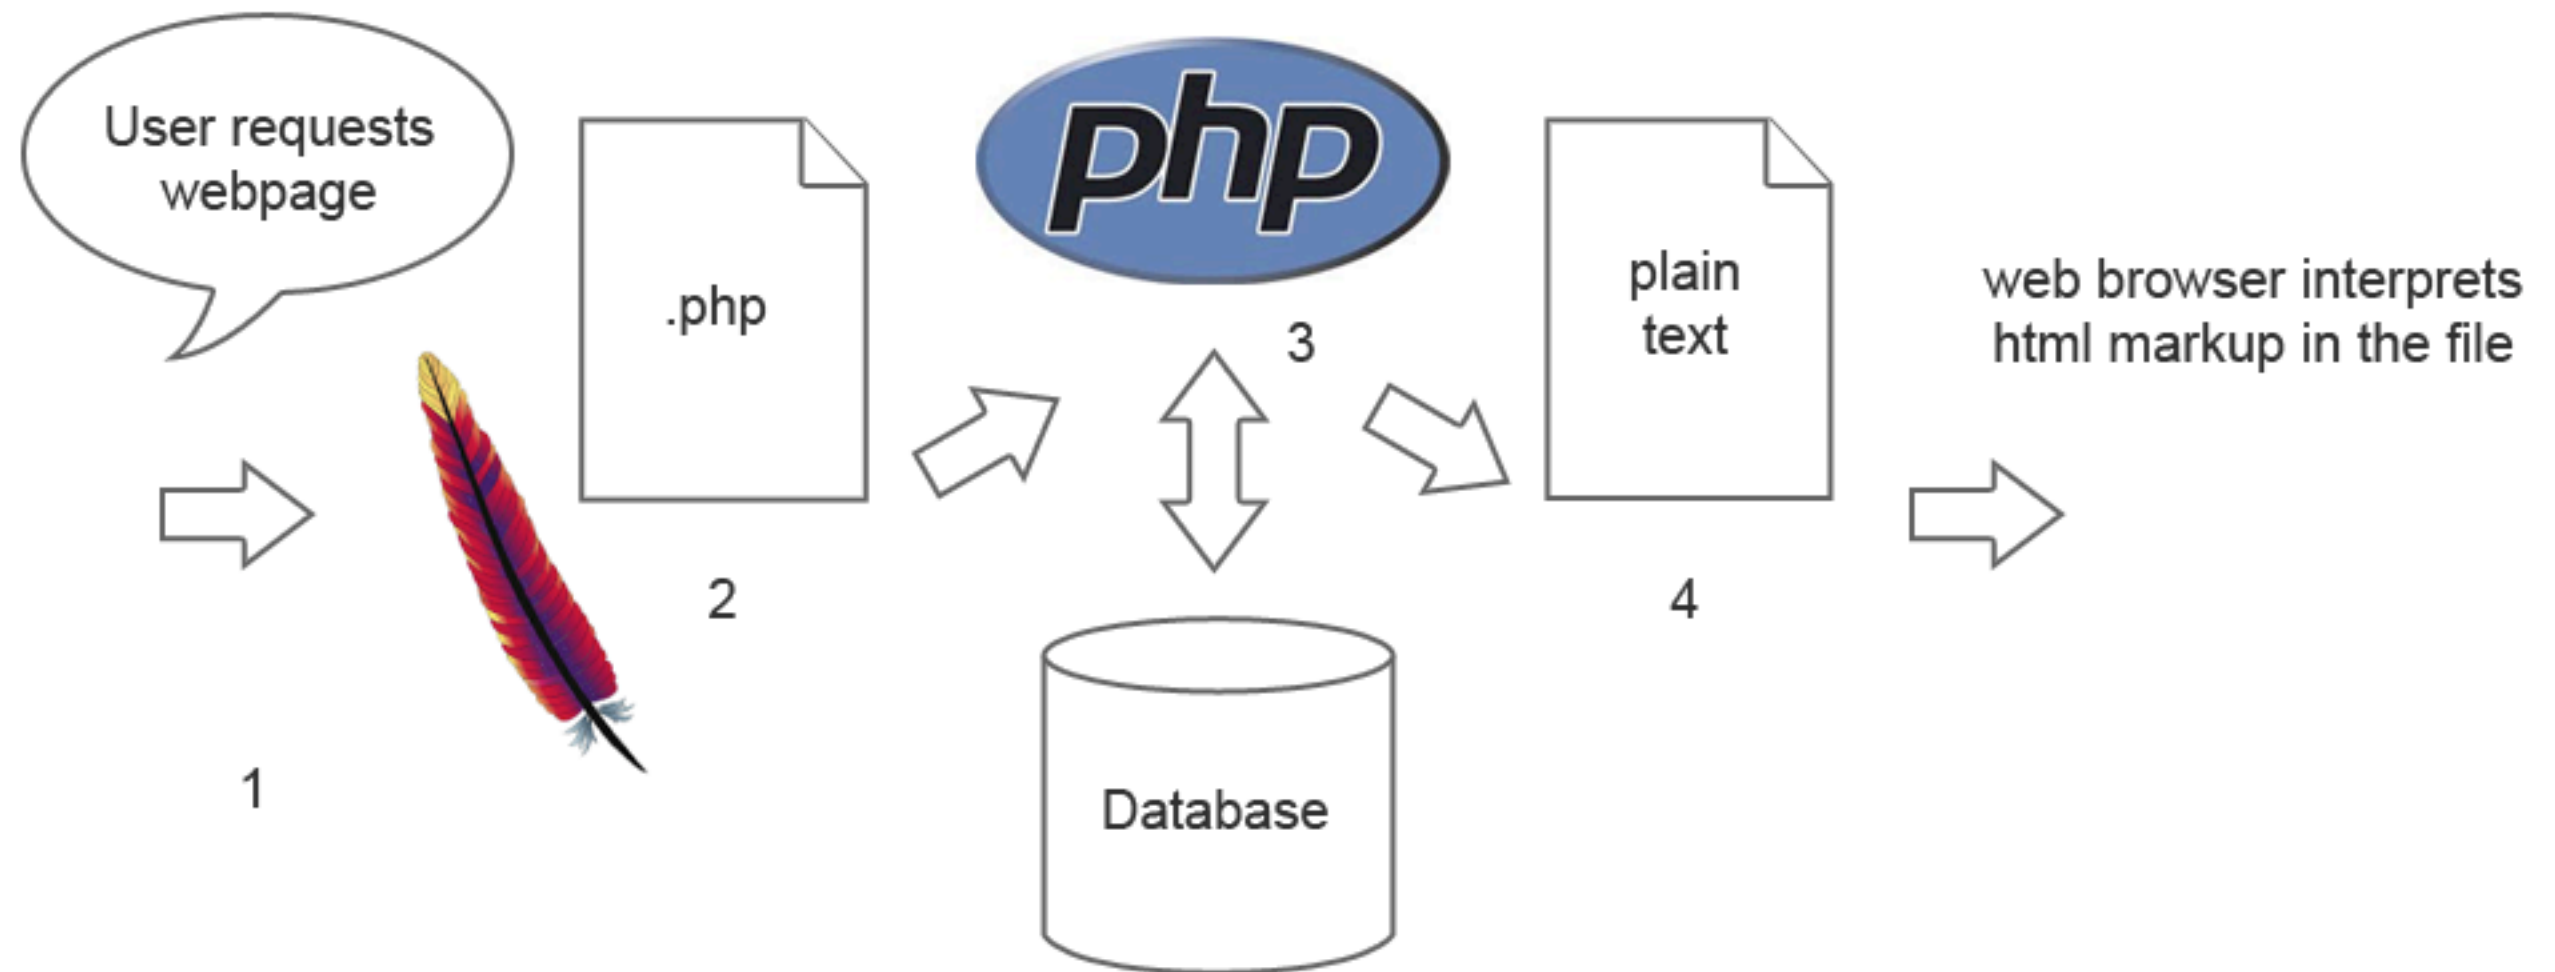 User requests
webpage
.php
php
3
plain
text
web browser interprets
html markup in the file
2
4
1
Database